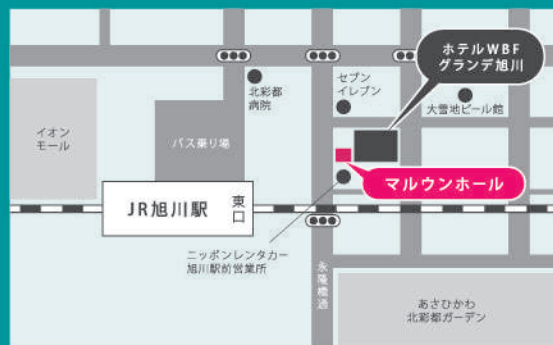 ホテルWBF
グランデ旭川
セブン
イレブン
北彩都
病院
大雪地ビール館
イオン
モール
バス乗り場
マルウンホール
JR旭川駅
東口
ニッポンレンタカー
旭川駅前営業所
永隆橋通
あさひかわ
北彩都ガーデン